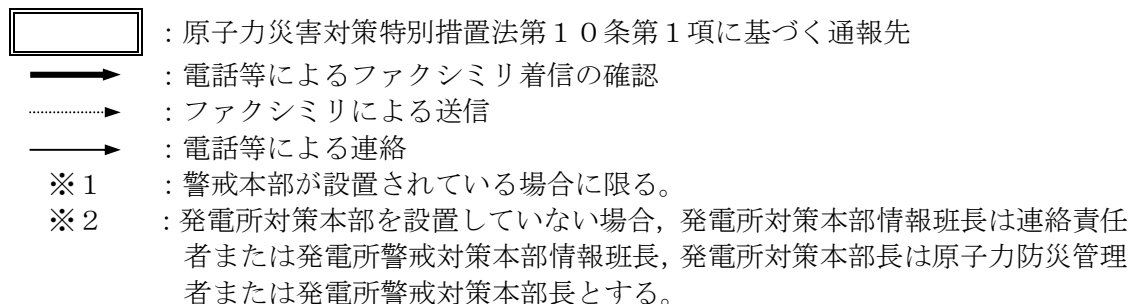 ：原子力災害対策特別措置法第１０条第１項に基づく通報先
：電話等によるファクシミリ着信の確認
：ファクシミリによる送信
：電話等による連絡
※１　：警戒本部が設置されている場合に限る。
※２　：発電所対策本部を設置していない場合，発電所対策本部情報班長は連絡責任
者または発電所警戒対策本部情報班長，発電所対策本部長は原子力防災管理
者または発電所警戒対策本部長とする。